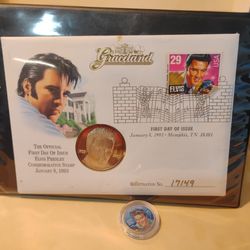 Graceland
29
USA
ELVIS
FIRST DAY OF ISSUE
January 8, 1993 • Memphis, TN 38101
THE OFFICIAL
FIRST DAY OF ISSUE
ELVIS PRESLEY
COMMEMORATIVE STAMP
JANUARY 8, 1993
REGISTRATION NO. 17149